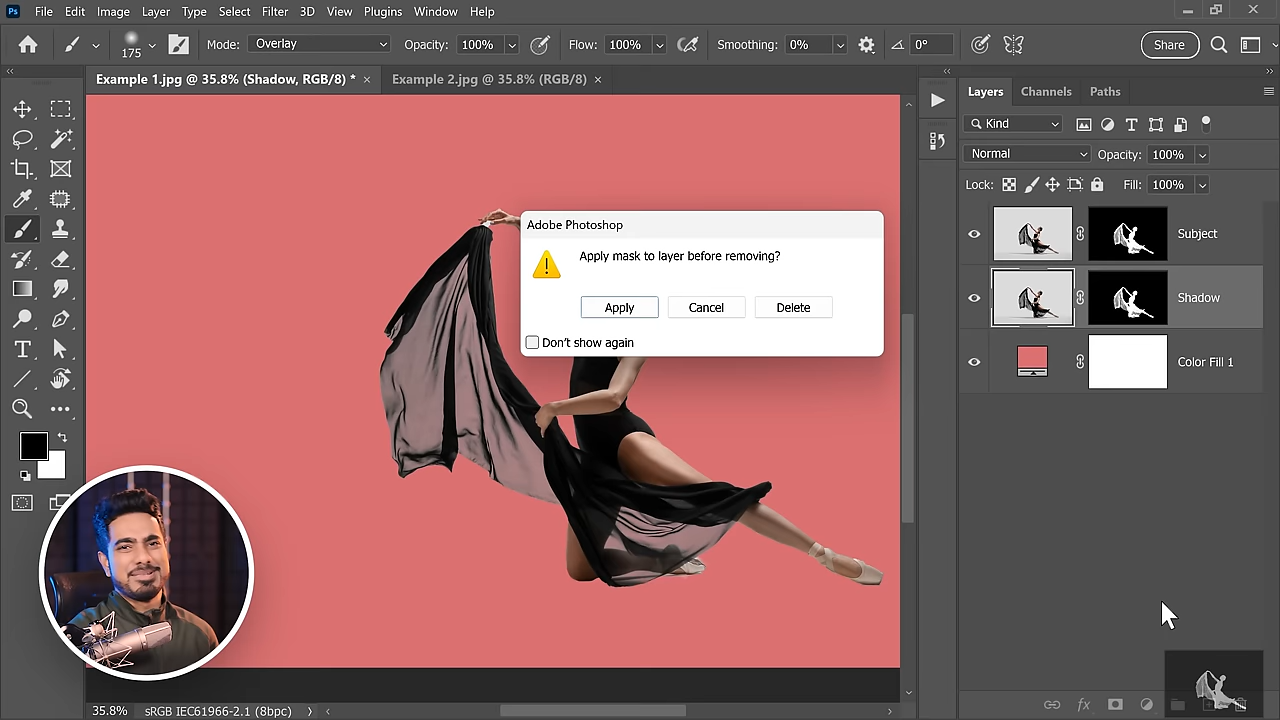 Ps File Edit Image Layer Type Select Filter 3D View Plugins Window Help
175 Mode: Overlay Opacity: 100% Flow: 100% Smoothing: 0% 0° Share
Example 1.jpg @ 35.8% (Shadow, RGB/8) * Example 2.jpg @ 35.8% (RGB/8)
Layers Channels Paths
Kind
Normal Opacity: 100%
Lock: Fill: 100%
Subject
Shadow
Color Fill 1
Adobe Photoshop
Apply mask to layer before removing?
Apply Cancel Delete
Don't show again
35.8% sRGB IEC61966-2.1 (8bpc)
fx